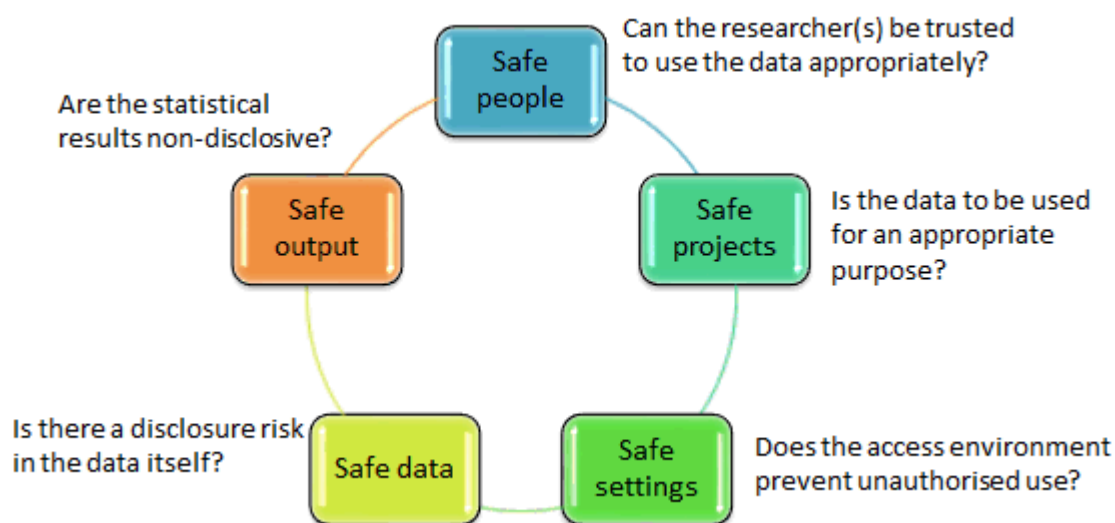 Safe
people
Can the researcher(s) be trusted
to use the data appropriately?
Safe
projects
Is the data to be used
for an appropriate
purpose?
Safe
settings
Does the access environment
prevent unauthorised use?
Safe data
Is there a disclosure risk
in the data itself?
Safe
output
Are the statistical
results non-disclosive?